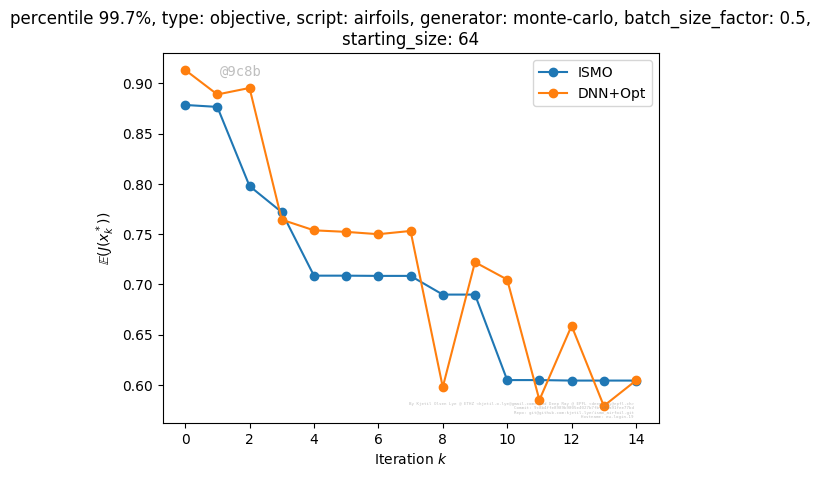 percentile 99.7%, type: objective, script: airfoils, generator: monte-carlo, batch_size_factor: 0.5,
starting_size: 64
@9c8b
ISMO
DNN+Opt
0.90
0.85
0.80
0.75
0.70
0.65
0.60
𝔼(J(x*k))
0 2 4 6 8 10 12 14
Iteration k